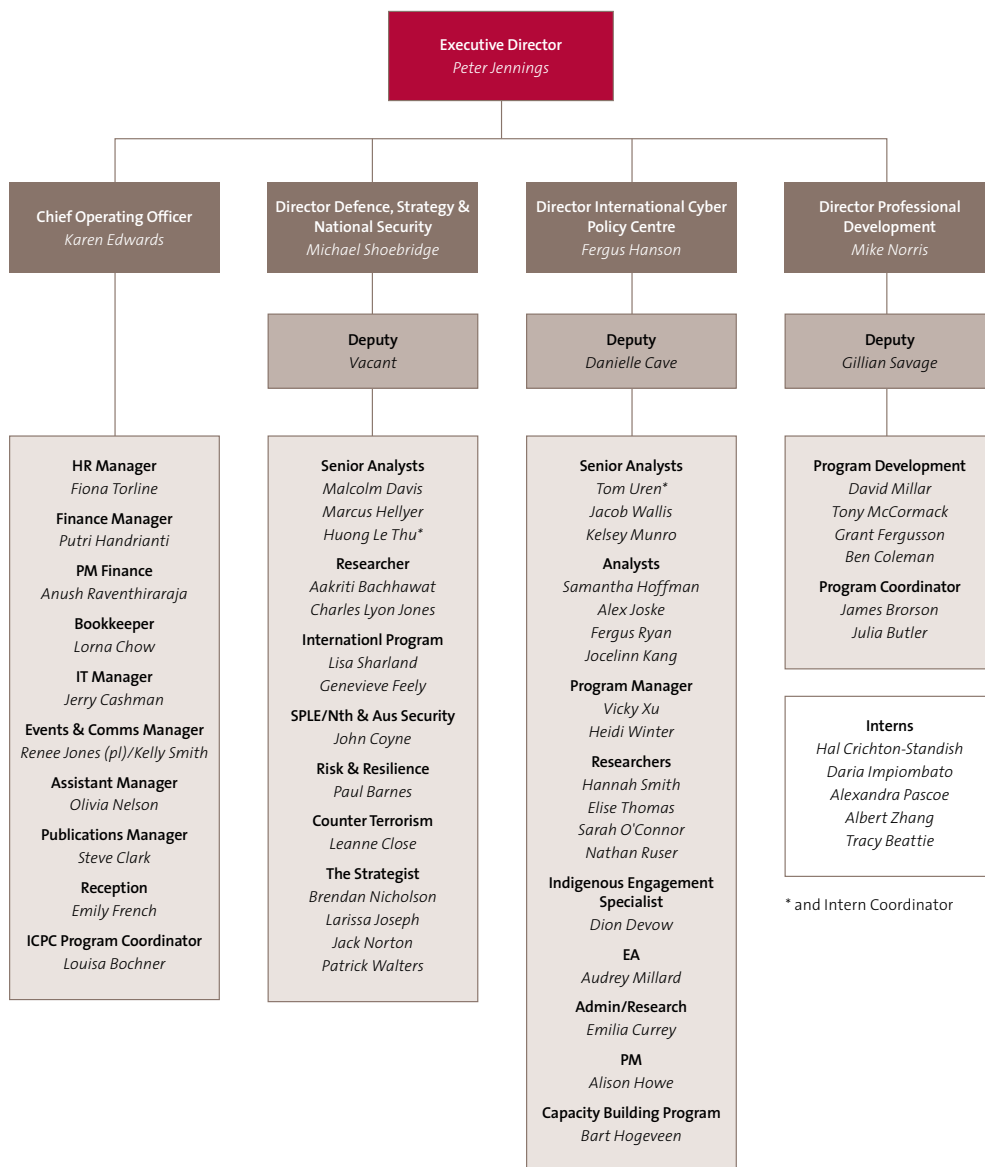 Executive Director
Peter Jennings
Chief Operating Officer
Karen Edwards
Director Defence, Strategy &
National Security
Michael Shoebridge
Director International Cyber
Policy Centre
Fergus Hanson
Director Professional
Development
Mike Norris
Deputy
Vacant
Deputy
Danielle Cave
Deputy
Gillian Savage
HR Manager
Fiona Torline
Finance Manager
Putri Handrianti
PM Finance
Anush Raventhiraraja
Bookkeeper
Lorna Chow
IT Manager
Jerry Cashman
Events & Comms Manager
Renee Jones (pl)/Kelly Smith
Assistant Manager
Olivia Nelson
Publications Manager
Steve Clark
Reception
Emily French
ICPC Program Coordinator
Louisa Bochner
Senior Analysts
Malcolm Davis
Marcus Hellyer
Huong Le Thu*
Researcher
Aakriti Bachhawat
Charles Lyon Jones
Internationl Program
Lisa Sharland
Genevieve Feely
SPLE/Nth & Aus Security
John Coyne
Risk & Resilience
Paul Barnes
Counter Terrorism
Leanne Close
The Strategist
Brendan Nicholson
Larissa Joseph
Jack Norton
Patrick Walters
Senior Analysts
Tom Uren*
Jacob Wallis
Kelsey Munro
Analysts
Samantha Hoffman
Alex Joske
Fergus Ryan
Jocelinn Kang
Program Manager
Vicky Xu
Heidi Winter
Researchers
Hannah Smith
Elise Thomas
Sarah O'Connor
Nathan Ruser
Indigenous Engagement
Specialist
Dion Devow
EA
Audrey Millard
Admin/Research
Emilia Currey
PM
Alison Howe
Capacity Building Program
Bart Hogeveen
Program Development
David Millar
Tony McCormack
Grant Fergusson
Ben Coleman
Program Coordinator
James Brorson
Julia Butler
Interns
Hal Crichton-Standish
Daria Impiombato
Alexandra Pascoe
Albert Zhang
Tracy Beattie
* and Intern Coordinator